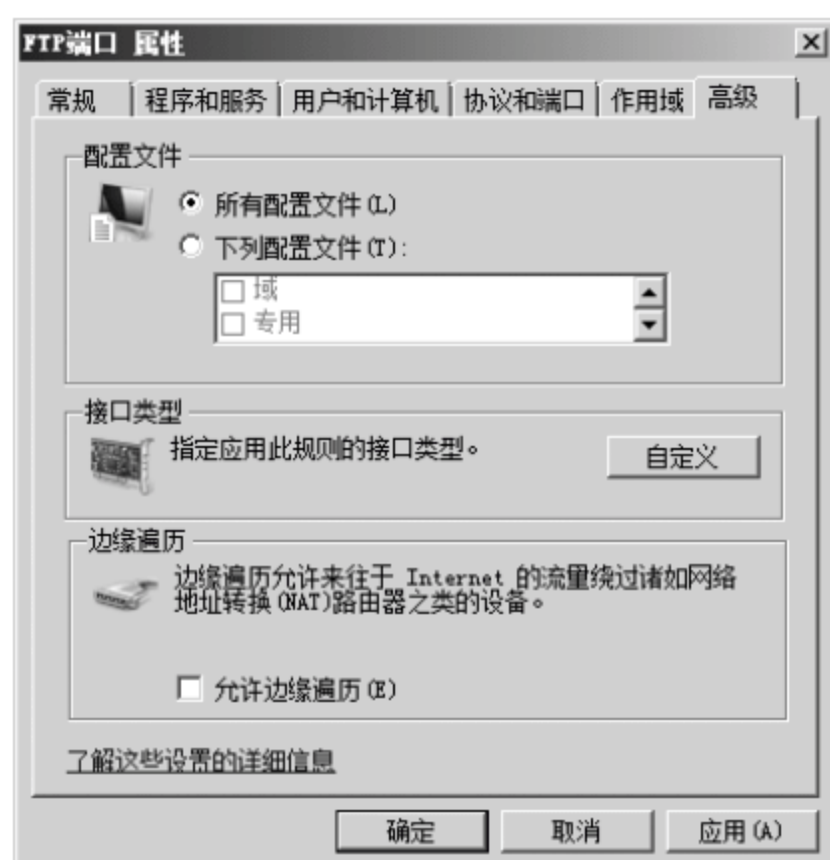 FTP端口 属性
常规 程序和服务 用户和计算机 协议和端口 作用域 高级
配置文件
所有配置文件(L)
下列配置文件(T):
域
专用
接口类型
指定应用此规则的接口类型。
自定义
边缘遍历
边缘遍历允许来往于 Internet 的流量绕过诸如网络
地址转换(NAT)路由器之类的设备。
允许边缘遍历(E)
了解这些设置的详细信息
确定 取消 应用(A)